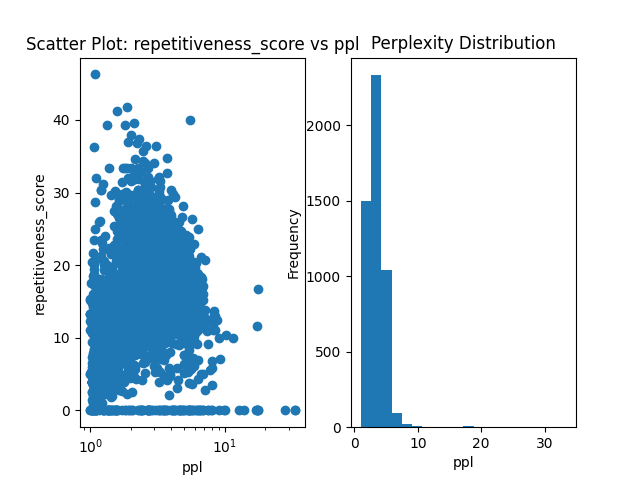 Scatter Plot: repetitiveness_score vs ppl
repetitiveness_score
40
30
20
10
0
10⁰
10¹
ppl
Perplexity Distribution
Frequency
2000
1500
1000
500
0
0
10
20
30
ppl